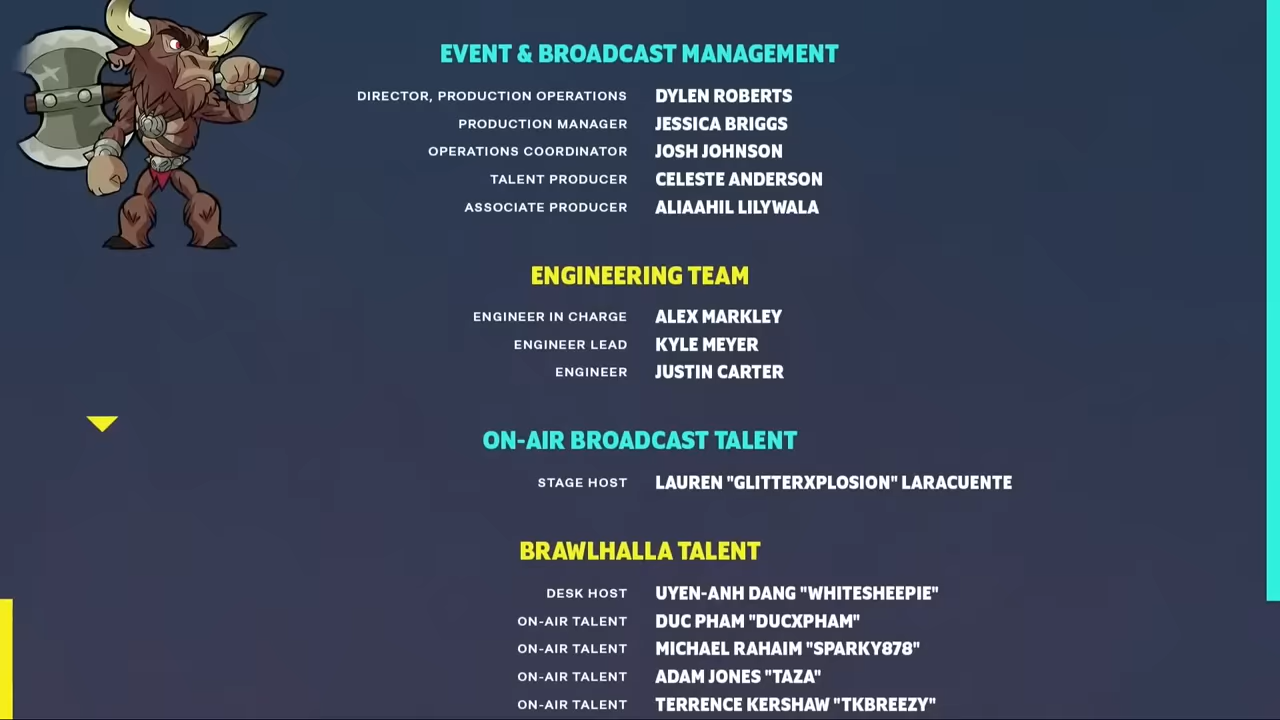 EVENT & BROADCAST MANAGEMENT
DIRECTOR, PRODUCTION OPERATIONS DYLEN ROBERTS
PRODUCTION MANAGER JESSICA BRIGGS
OPERATIONS COORDINATOR JOSH JOHNSON
TALENT PRODUCER CELESTE ANDERSON
ASSOCIATE PRODUCER ALIAAHIL LILYWALA
ENGINEERING TEAM
ENGINEER IN CHARGE ALEX MARKLEY
ENGINEER LEAD KYLE MEYER
ENGINEER JUSTIN CARTER
ON-AIR BROADCAST TALENT
STAGE HOST LAUREN "GLITTERXPLOSION" LARACUENTE
BRAWLHALLA TALENT
DESK HOST UYEN-ANH DANG "WHITESHEEPIE"
ON-AIR TALENT DUC PHAM "DUCXPHAM"
ON-AIR TALENT MICHAEL RAHAIM "SPARKY878"
ON-AIR TALENT ADAM JONES "TAZA"
ON-AIR TALENT TERRENCE KERSHAW "TKBREEZY"